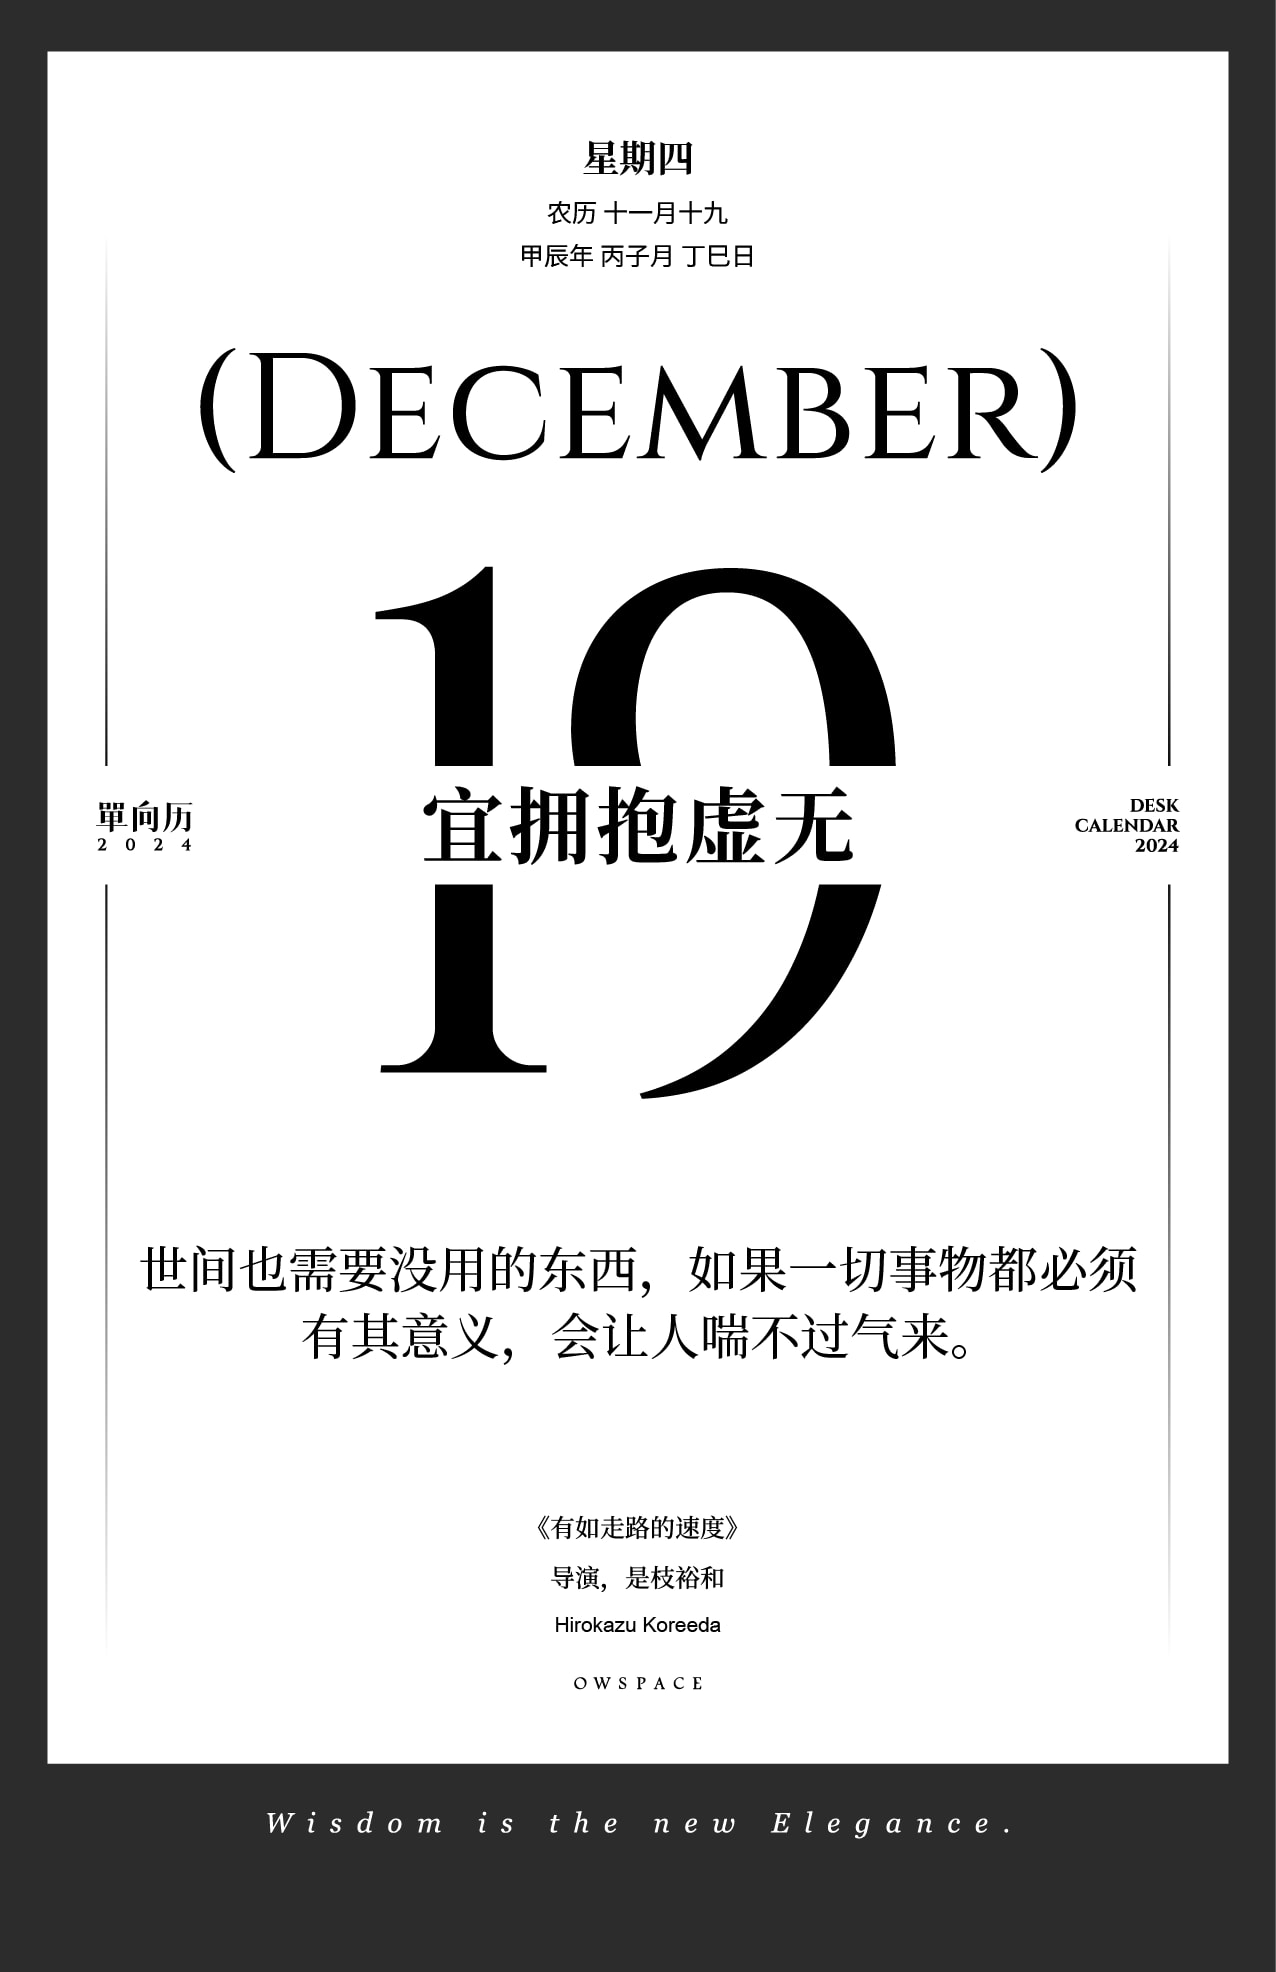 星期四
农历 十一月十九
甲辰年 丙子月 丁巳日
(DECEMBER)
19
單向历
2024
宜拥抱虚无
DESK
CALENDAR
2024
世间也需要没用的东西，如果一切事物都必须
有其意义，会让人喘不过气来。
《有如走路的速度》
导演，是枝裕和
Hirokazu Koreeda
OWSPACE
Wisdom is the new Elegance.